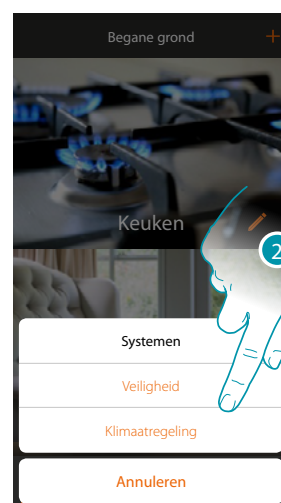 Begane grond +
Keuken
2
Systemen
Veiligheid
Klimaatregeling
Annuleren